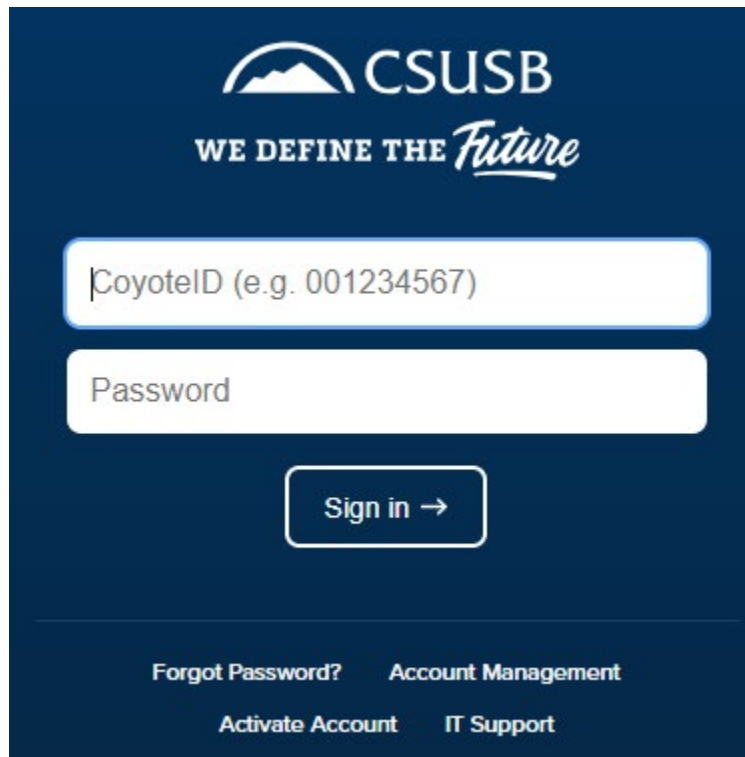 CSUSB
WE DEFINE THE Future
CoyoteID (e.g. 001234567)
Password
Sign in →
Forgot Password? Account Management
Activate Account IT Support